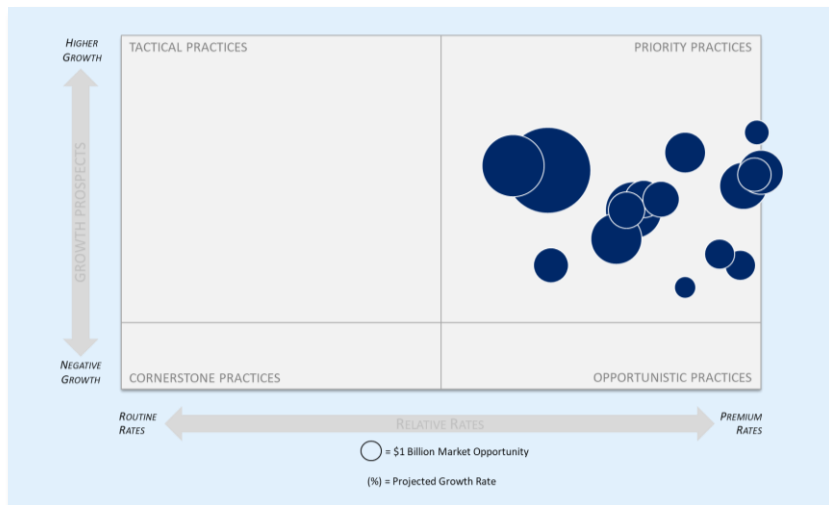 HIGHER
GROWTH
TACTICAL PRACTICES
PRIORITY PRACTICES
GROWTH PROSPECTS
NEGATIVE
GROWTH
CORNERSTONE PRACTICES
OPPORTUNISTIC PRACTICES
ROUTINE
RATES
RELATIVE RATES
PREMIUM
RATES
= $1 Billion Market Opportunity
(%) = Projected Growth Rate